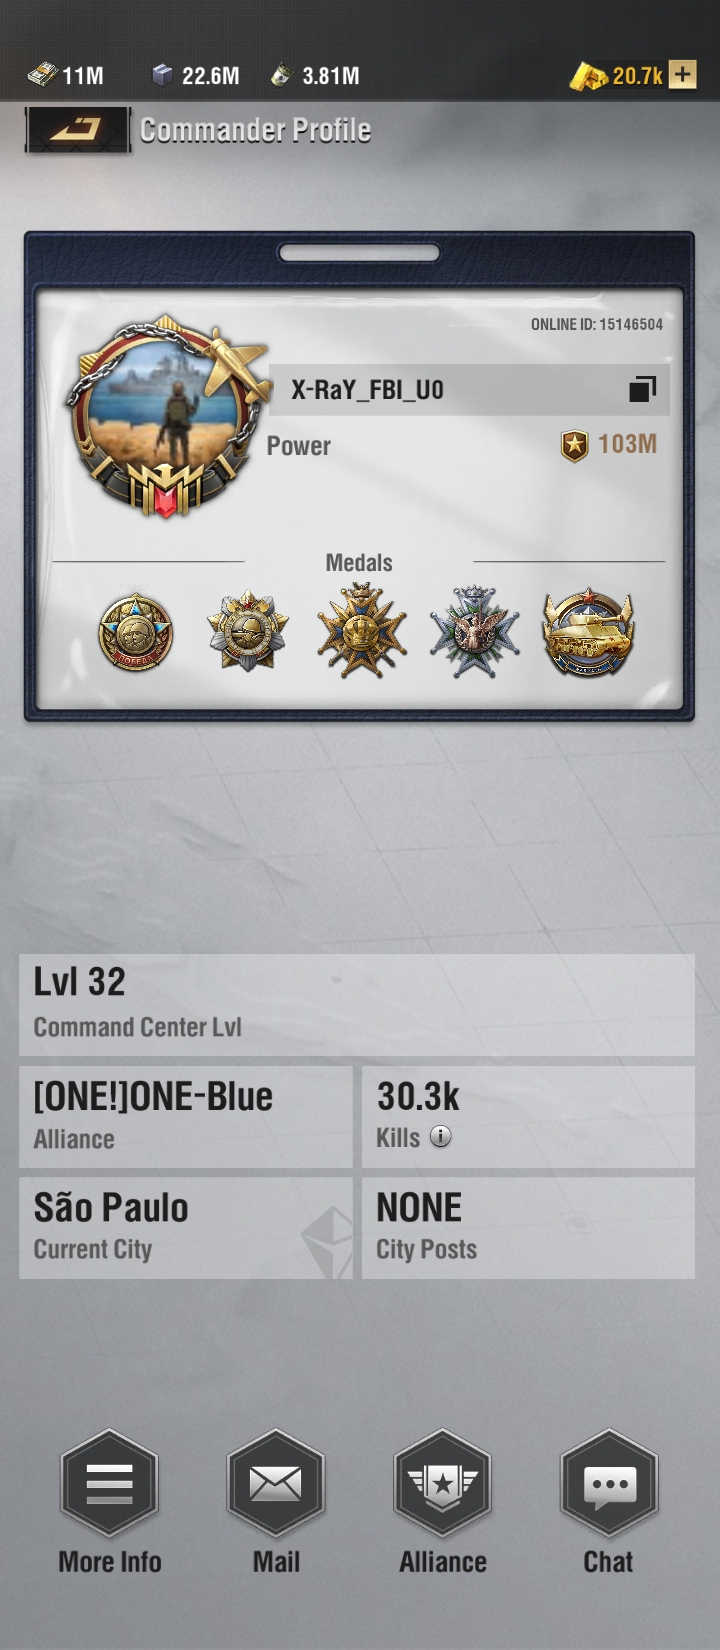 11M 22.6M 3.81M 20.7k
Commander Profile
ONLINE ID: 15146504
X-RaY_FBI_U0
Power 103M
Medals
Lvl 32
Command Center Lvl
[ONE!]ONE-Blue
Alliance
30.3k
Kills
São Paulo
Current City
NONE
City Posts
More Info
Mail
Alliance
Chat